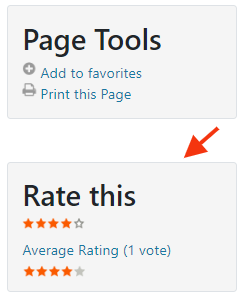 Page Tools
Add to favorites
Print this Page
Rate this
Average Rating (1 vote)